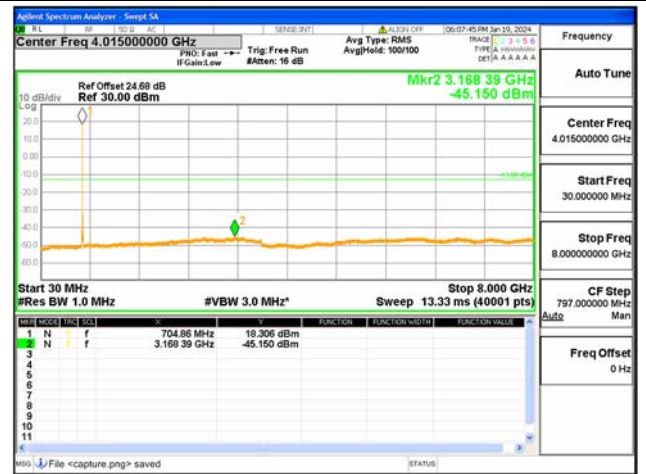 Agilent Spectrum Analyzer - Swept SA
RL RF 50 Ω AC SENSE:INT ALIGN OFF 06:07:45 PM Jan 19, 2024
Center Freq 4.015000000 GHz
PNO: Fast
IFGain:Low
Trig: Free Run
#Atten: 16 dB
Avg Type: RMS
Avg|Hold: 100/100
TRACE 1 2 3 4 5 6
TYPE
DET A A A A A A
Frequency
Auto Tune
Mkr2 3.168 39 GHz
-45.150 dBm
Ref Offset 24.68 dB
10 dB/div Ref 30.00 dBm
Log
20.0
10.0
0.00
-10.0
-20.0
-30.0
-40.0
-50.0
-60.0
1
2
Center Freq
4.015000000 GHz
Start Freq
30.000000 MHz
Stop Freq
8.000000000 GHz
CF Step
797.000000 MHz
Auto Man
Freq Offset
0 Hz
Start 30 MHz Stop 8.000 GHz
#Res BW 1.0 MHz #VBW 3.0 MHz* Sweep 13.33 ms (40001 pts)
MKR MODE TRC SCL X Y FUNCTION FUNCTION WIDTH FUNCTION VALUE
1 N 1 f 704.86 MHz 18.306 dBm
2 N 1 f 3.168 39 GHz -45.150 dBm
3
4
5
6
7
8
9
10
11
MSG File <capture.png> saved STATUS